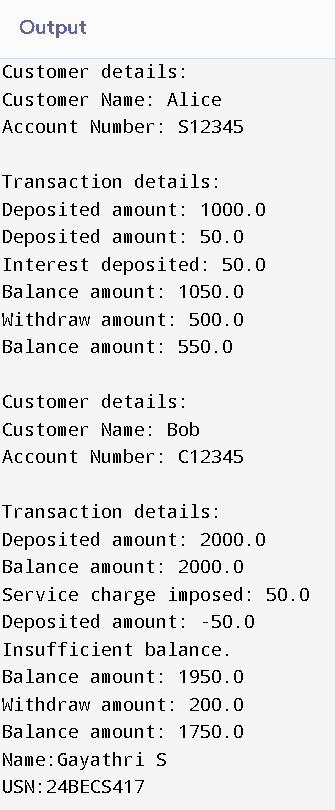 Output
Customer details:
Customer Name: Alice
Account Number: S12345
Transaction details:
Deposited amount: 1000.0
Deposited amount: 50.0
Interest deposited: 50.0
Balance amount: 1050.0
Withdraw amount: 500.0
Balance amount: 550.0
Customer details:
Customer Name: Bob
Account Number: C12345
Transaction details:
Deposited amount: 2000.0
Balance amount: 2000.0
Service charge imposed: 50.0
Deposited amount: -50.0
Insufficient balance.
Balance amount: 1950.0
Withdraw amount: 200.0
Balance amount: 1750.0
Name:Gayathri S
USN:24BECS417